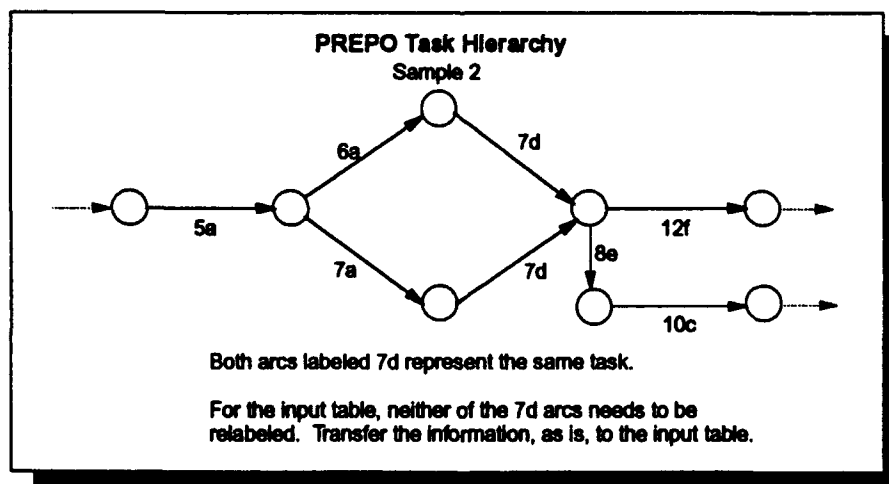 PREPO Task Hierarchy
Sample 2
6a
7d
5a
12f
7a
7d
8e
10c
Both arcs labeled 7d represent the same task.
For the input table, neither of the 7d arcs needs to be
relabeled. Transfer the information, as is, to the input table.